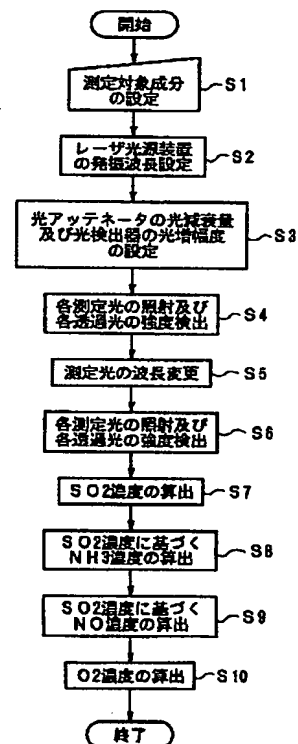 開始
測定対象成分
の設定
S1
レーザ光源装置
の発振波長設定
S2
光アッテネータの光減衰量
及び光検出器の光増幅度
の設定
S3
各測定光の照射及び
各透過光の強度検出
S4
測定光の波長変更
S5
各測定光の照射及び
各透過光の強度検出
S6
SO2濃度の算出
S7
SO2濃度に基づく
NH3濃度の算出
S8
SO2濃度に基づく
NO濃度の算出
S9
O2濃度の算出
S10
終了